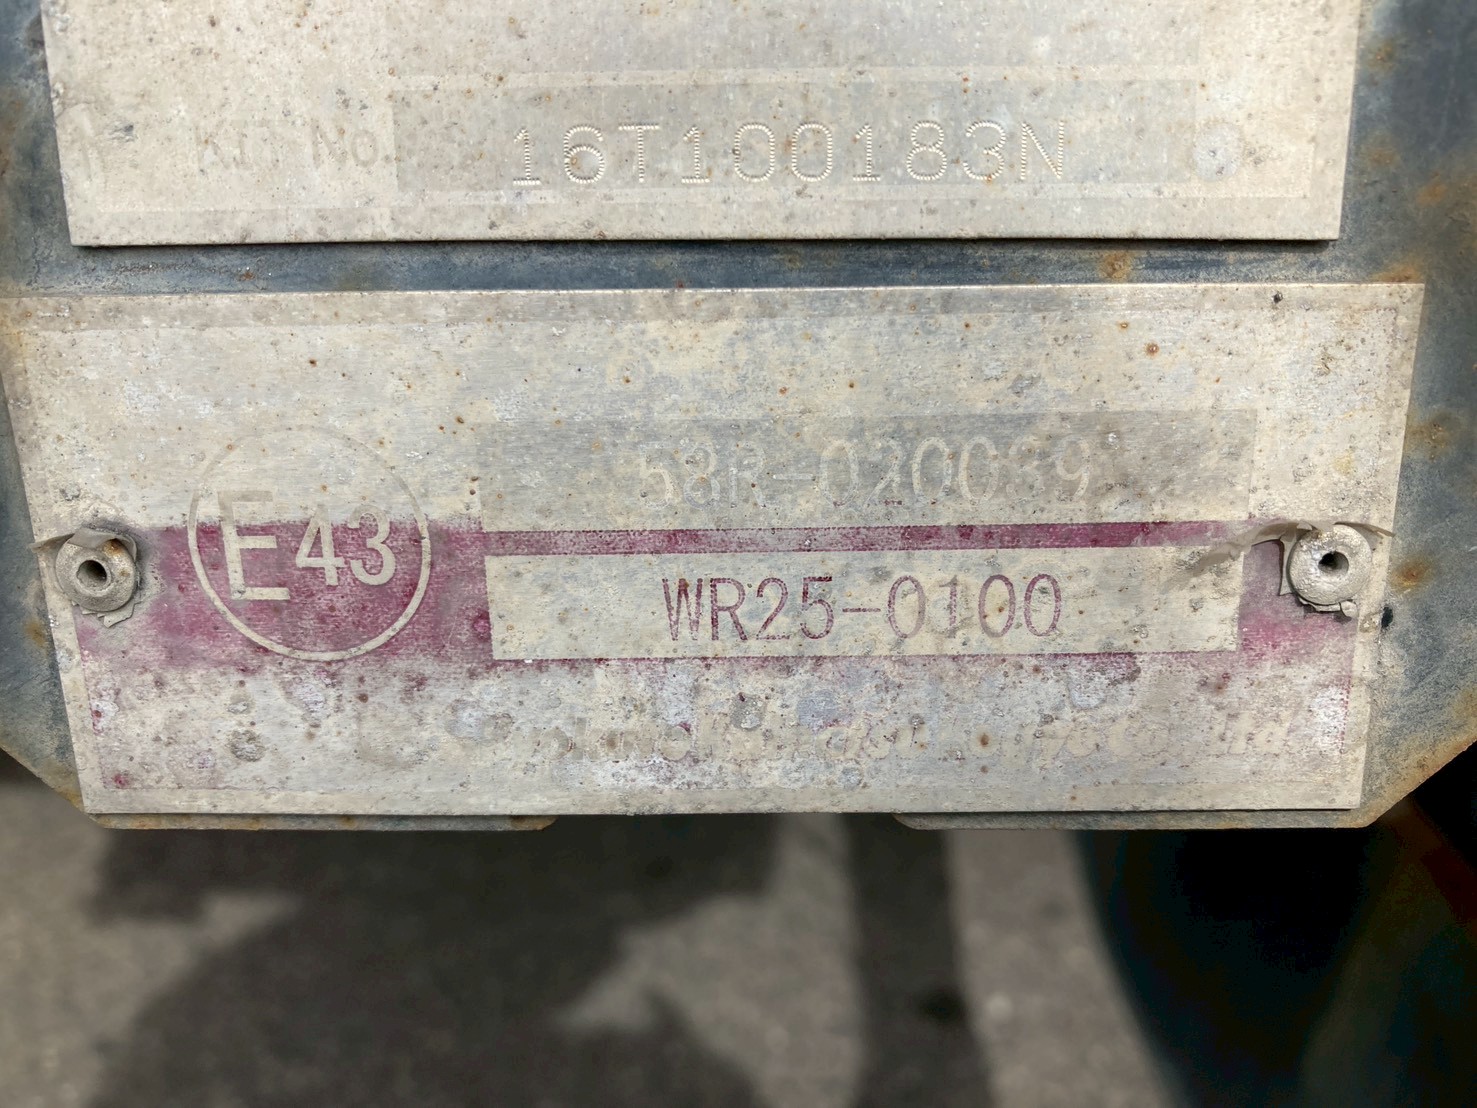 KIT No. 16T100183N
58R-020039
E43
WR25-0100